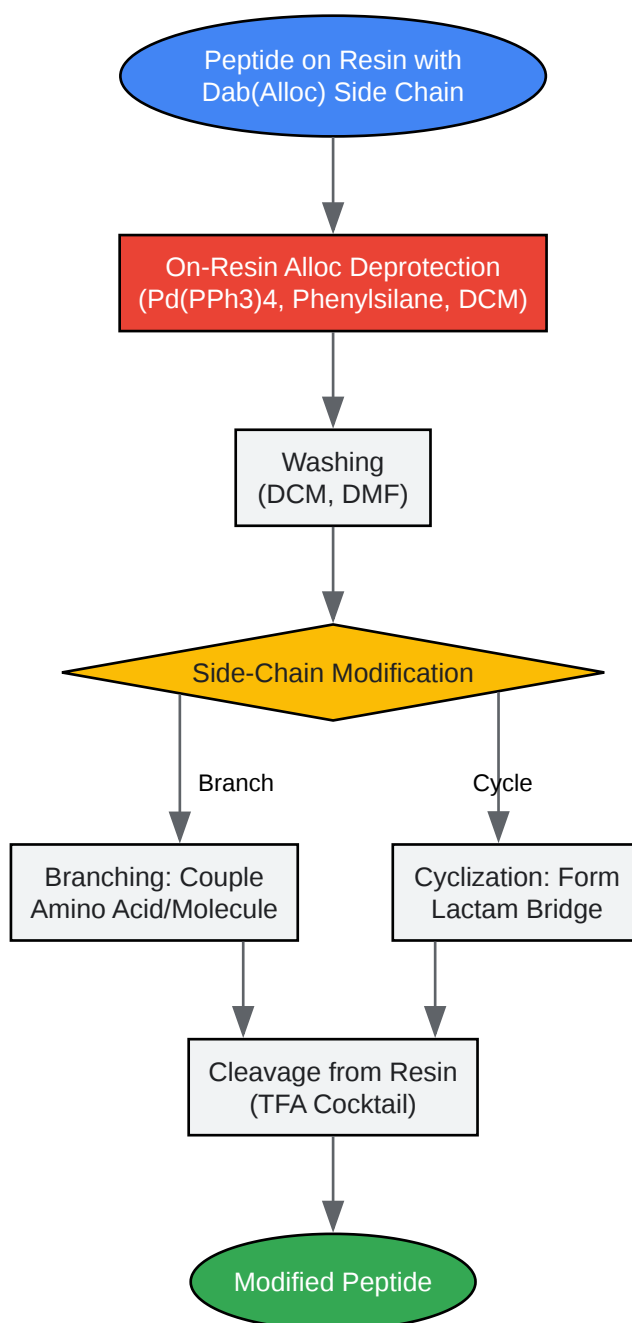 Peptide on Resin with
Dab(Alloc) Side Chain
On-Resin Alloc Deprotection
(Pd(PPh3)4, Phenylsilane, DCM)
Washing
(DCM, DMF)
Side-Chain Modification
Branch
Cycle
Branching: Couple
Amino Acid/Molecule
Cyclization: Form
Lactam Bridge
Cleavage from Resin
(TFA Cocktail)
Modified Peptide